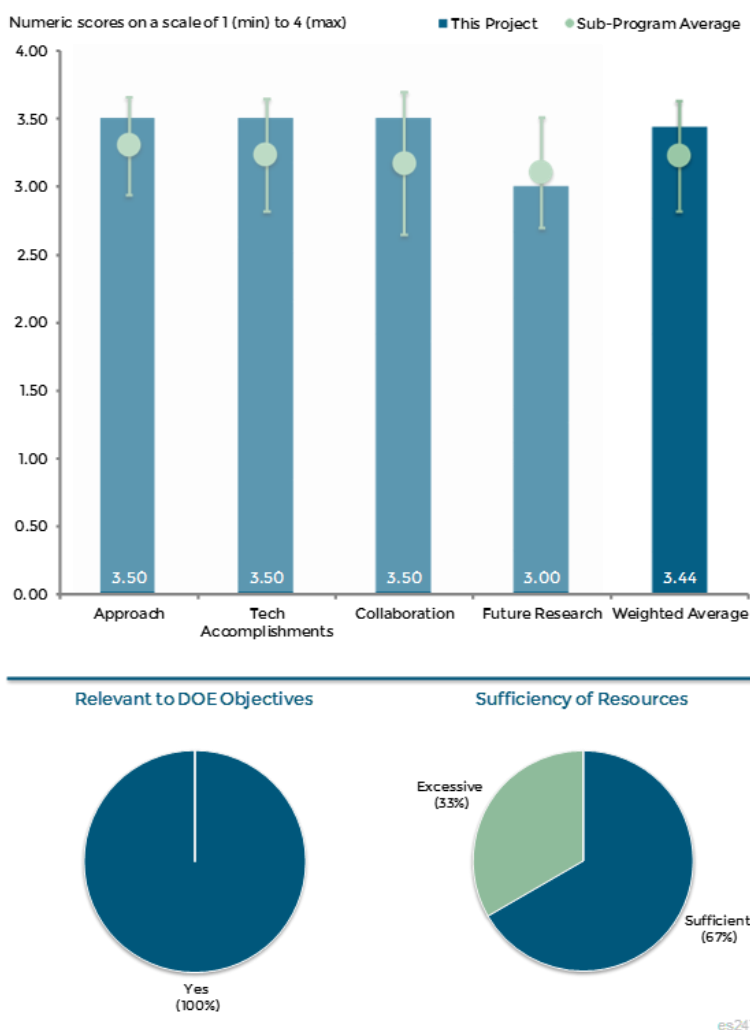 Numeric scores on a scale of 1 (min) to 4 (max)
This Project
Sub-Program Average
4.00
3.50
3.00
2.50
2.00
1.50
1.00
0.50
0.00
3.50
3.50
3.50
3.00
3.44
Approach
Tech
Accomplishments
Collaboration
Future Research
Weighted Average
Relevant to DOE Objectives
Sufficiency of Resources
Yes
(100%)
Excessive
(33%)
Sufficient
(67%)
es24